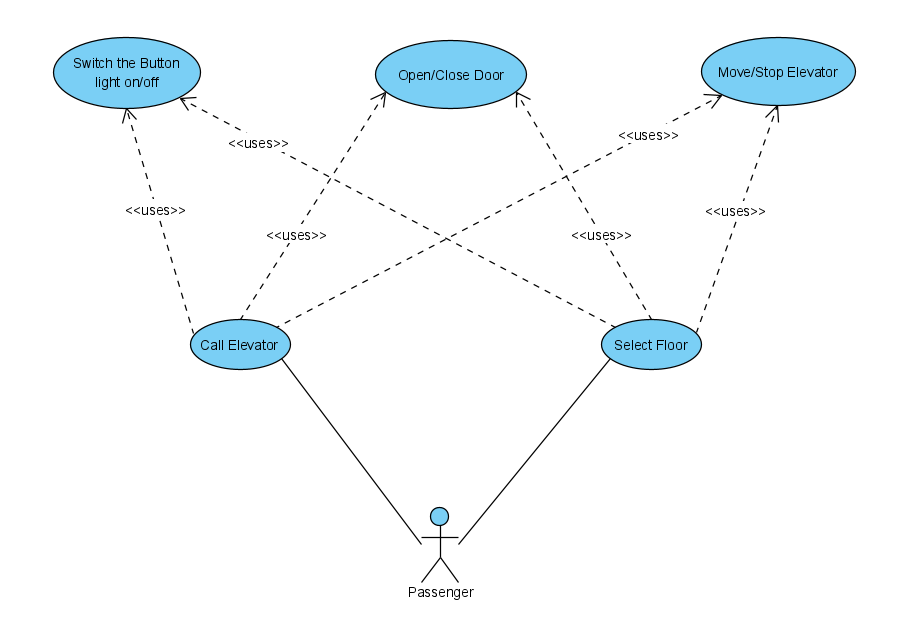 Switch the Button
light on/off
Open/Close Door
Move/Stop Elevator
<<uses>>
<<uses>>
<<uses>>
<<uses>>
<<uses>>
<<uses>>
Call Elevator
Select Floor
Passenger